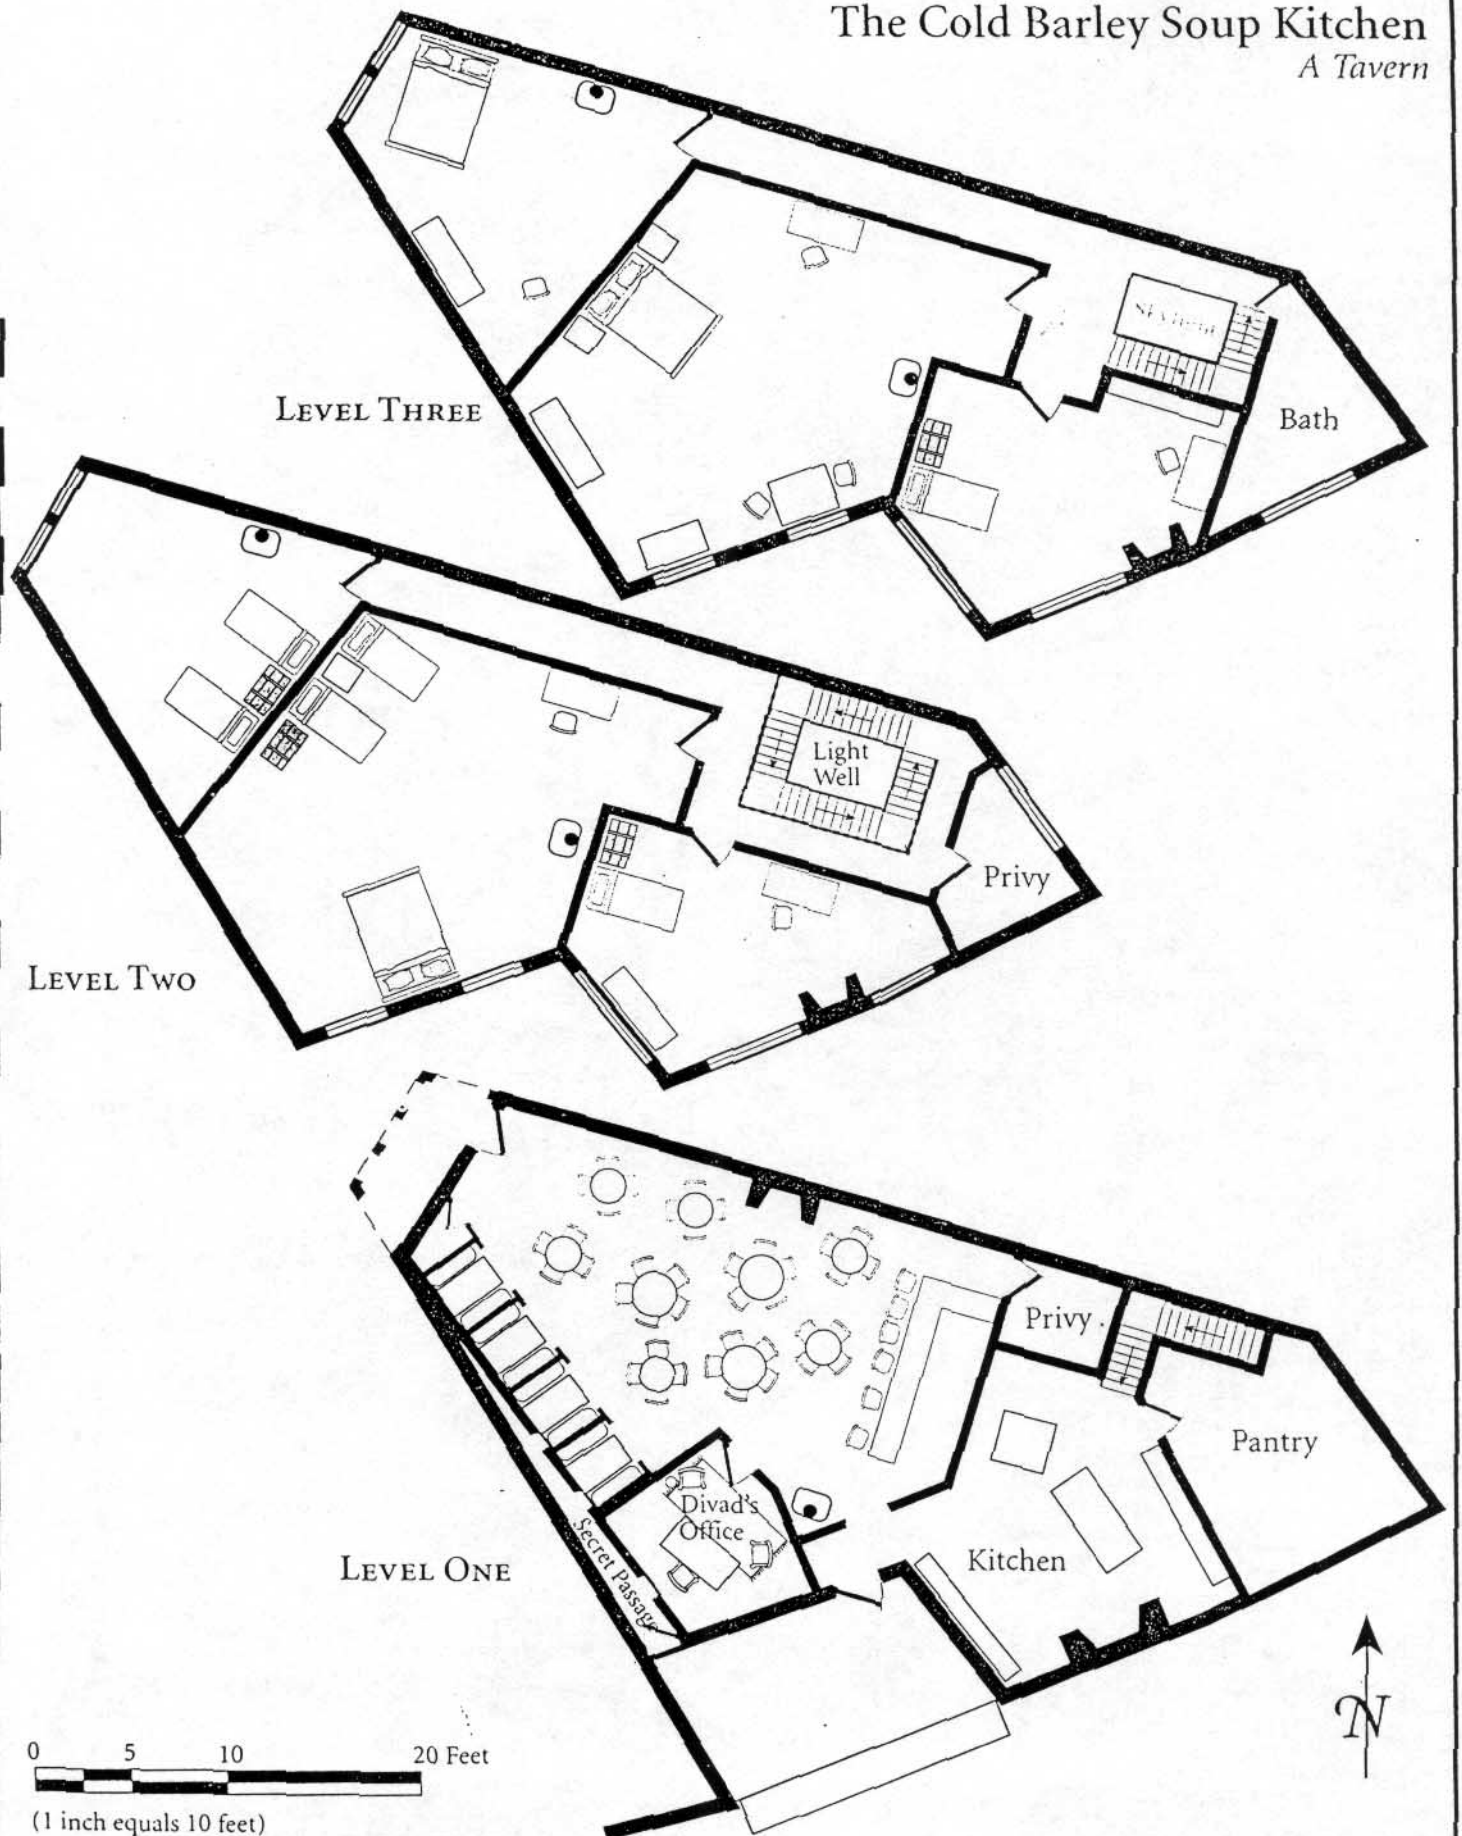 The Cold Barley Soup Kitchen
A Tavern
Skylight
LEVEL THREE
Bath
Light
Well
Privy
LEVEL TWO
Privy
Pantry
Divad's
Office
Secret Passage
Kitchen
LEVEL ONE
N
0 5 10 20 Feet
(1 inch equals 10 feet)